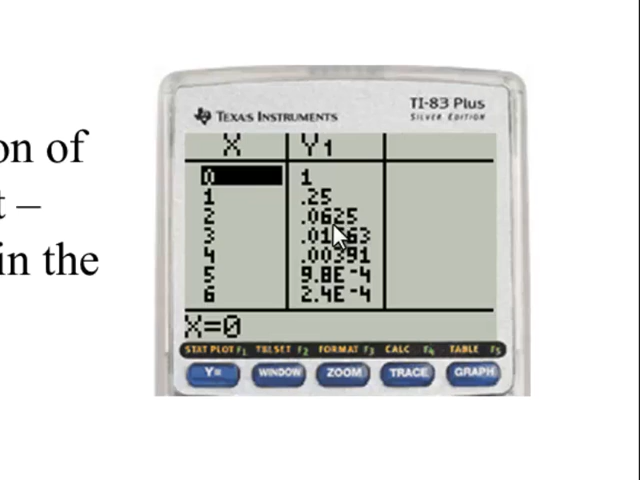 on of
t –
in the
TEXAS INSTRUMENTS
TI-83 Plus
SILVER EDITION
X Y1
0 1
1 .25
2 .0625
3
4 .00391
5 9.8E-4
6 2.4E-4
X=0
STAT PLOT F1 TBLSET F2 FORMAT F3 CALC F4 TABLE F5
Y= WINDOW ZOOM TRACE GRAPH